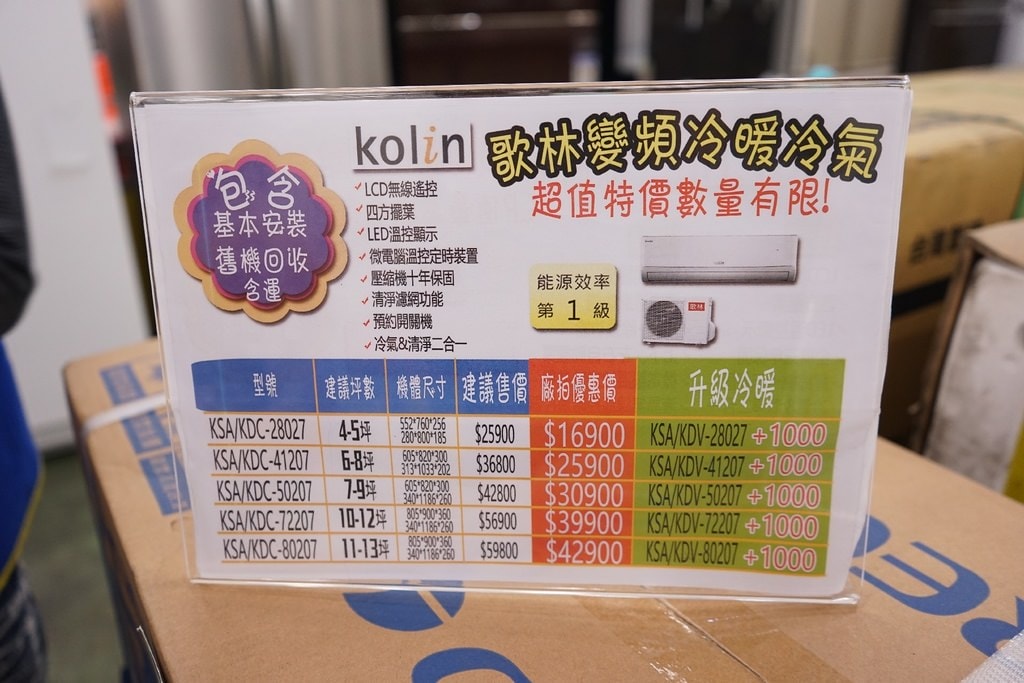 kolin
歌林變頻冷暖冷氣
超值特價數量有限!
包含
基本安裝
舊機回收
含運
✓LCD無線遙控
✓四方擺葉
✓LED溫控顯示
✓微電腦溫控定時裝置
✓壓縮機十年保固
✓清淨濾網功能
✓預約開關機
✓冷氣&清淨二合一
能源效率
第1級
歌林
型號 建議坪數 機體尺寸 建議售價 廠拍優惠價 升級冷暖
KSA/KDC-28027 4-5坪 552*760*256 280*800*185 $25900 $16900 KSA/KDV-28027 +1000
KSA/KDC-41207 6-8坪 605*820*300 313*1033*202 $36800 $25900 KSA/KDV-41207 +1000
KSA/KDC-50207 7-9坪 605*820*300 340*1186*260 $42800 $30900 KSA/KDV-50207 +1000
KSA/KDC-72207 10-12坪 805*900*360 340*1186*260 $56900 $39900 KSA/KDV-72207 +1000
KSA/KDC-80207 11-13坪 805*900*360 340*1186*260 $59800 $42900 KSA/KDV-80207 +1000